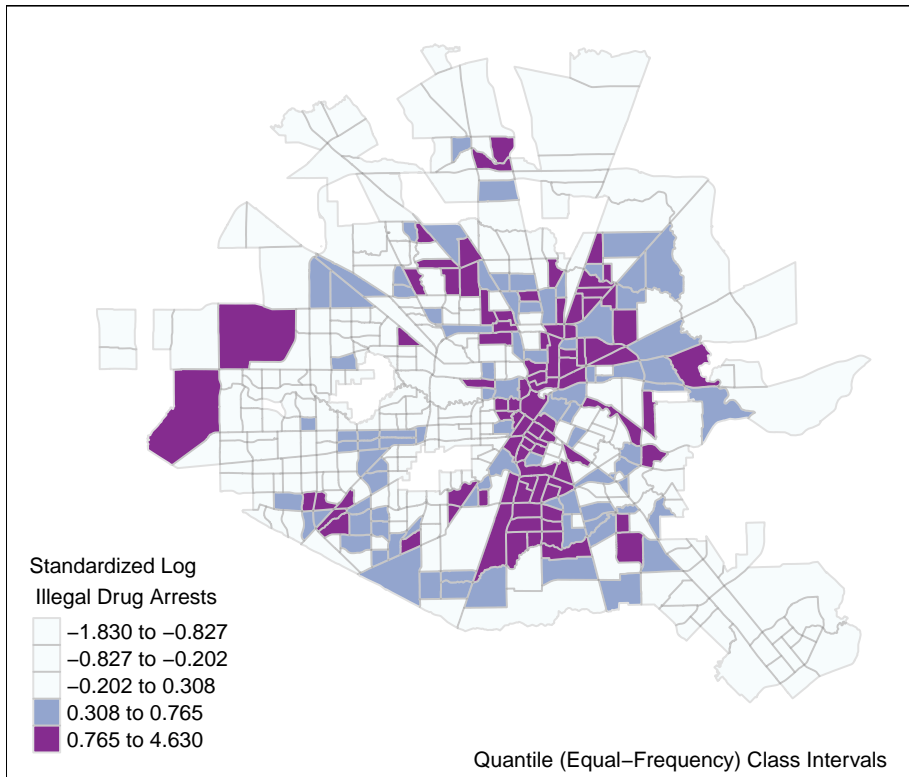 Standardized Log
Illegal Drug Arrests
−1.830 to −0.827
−0.827 to −0.202
−0.202 to 0.308
0.308 to 0.765
0.765 to 4.630
Quantile (Equal−Frequency) Class Intervals